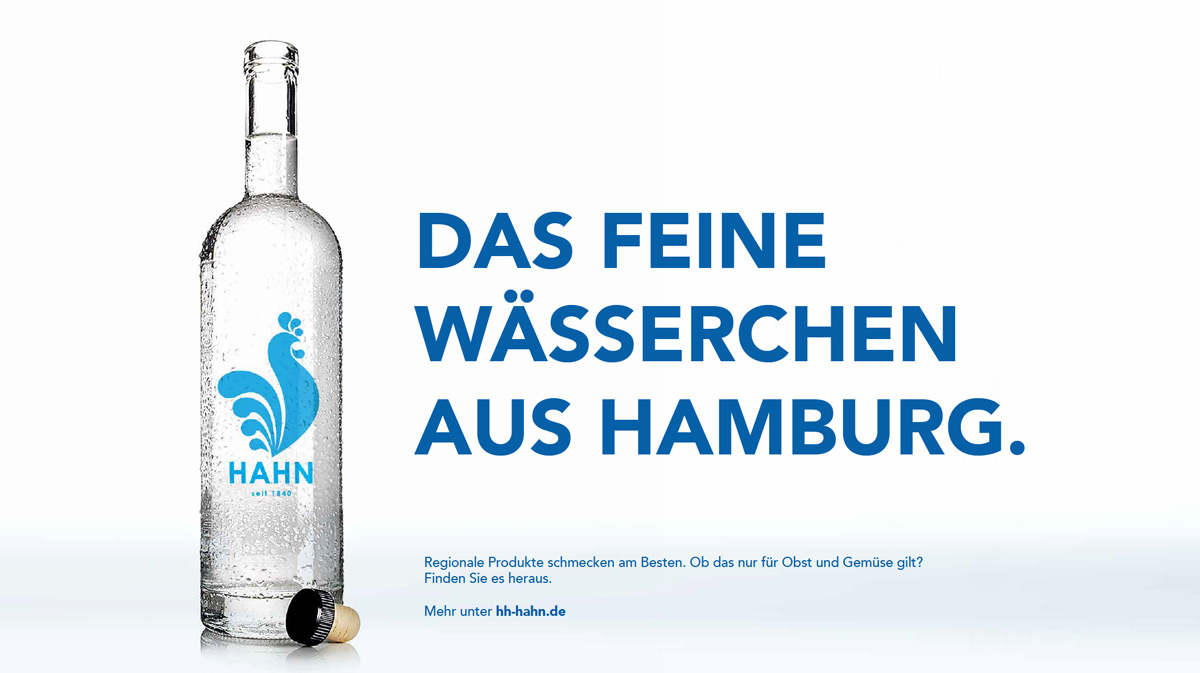 DAS FEINE
WÄSSERCHEN
AUS HAMBURG.
HAHN
seit 1840
Regionale Produkte schmecken am Besten. Ob das nur für Obst und Gemüse gilt?
Finden Sie es heraus.
Mehr unter hh-hahn.de